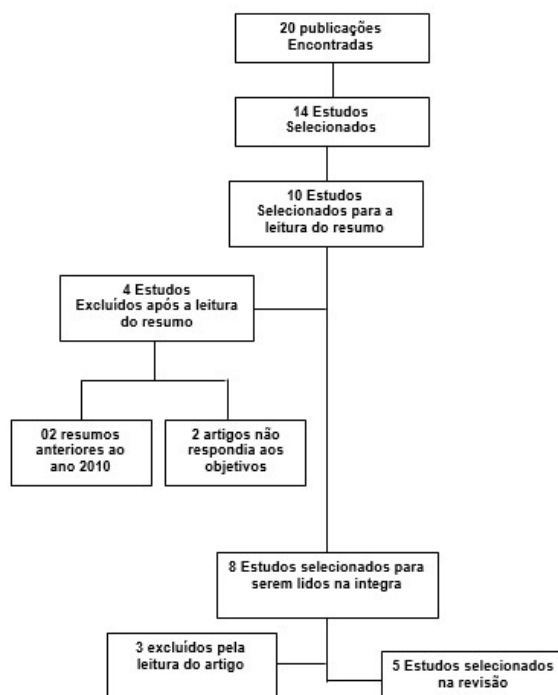 20 publicações
Encontradas
14 Estudos
Selecionados
10 Estudos
Selecionados para a
leitura do resumo
4 Estudos
Excluídos após a leitura
do resumo
02 resumos
anteriores ao
ano 2010
2 artigos não
respondia aos
objetivos
8 Estudos selecionados para
serem lidos na integra
3 excluídos pela
leitura do artigo
5 Estudos selecionados
na revisão